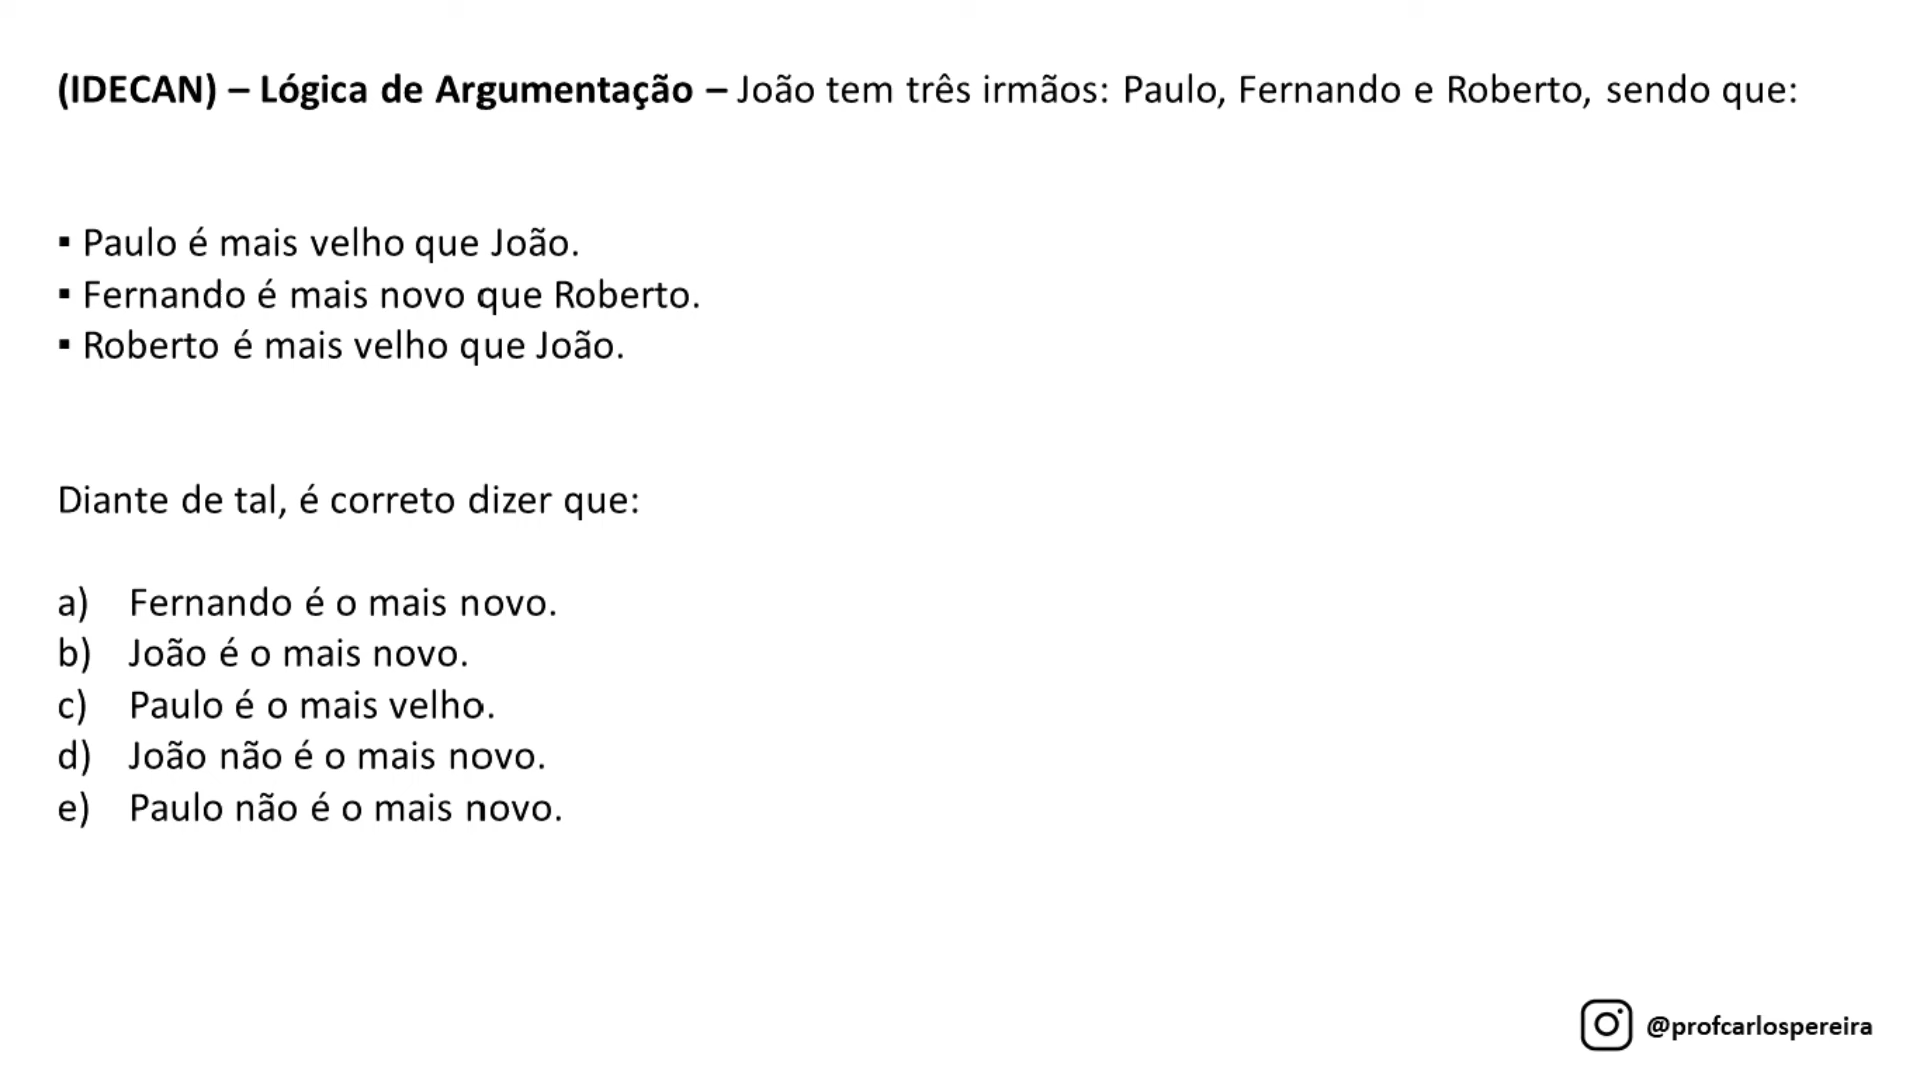 (IDECAN) – Lógica de Argumentação – João tem três irmãos: Paulo, Fernando e Roberto, sendo que:
▪ Paulo é mais velho que João.
▪ Fernando é mais novo que Roberto.
▪ Roberto é mais velho que João.
Diante de tal, é correto dizer que:
a) Fernando é o mais novo.
b) João é o mais novo.
c) Paulo é o mais velho.
d) João não é o mais novo.
e) Paulo não é o mais novo.
@profcarlospereira